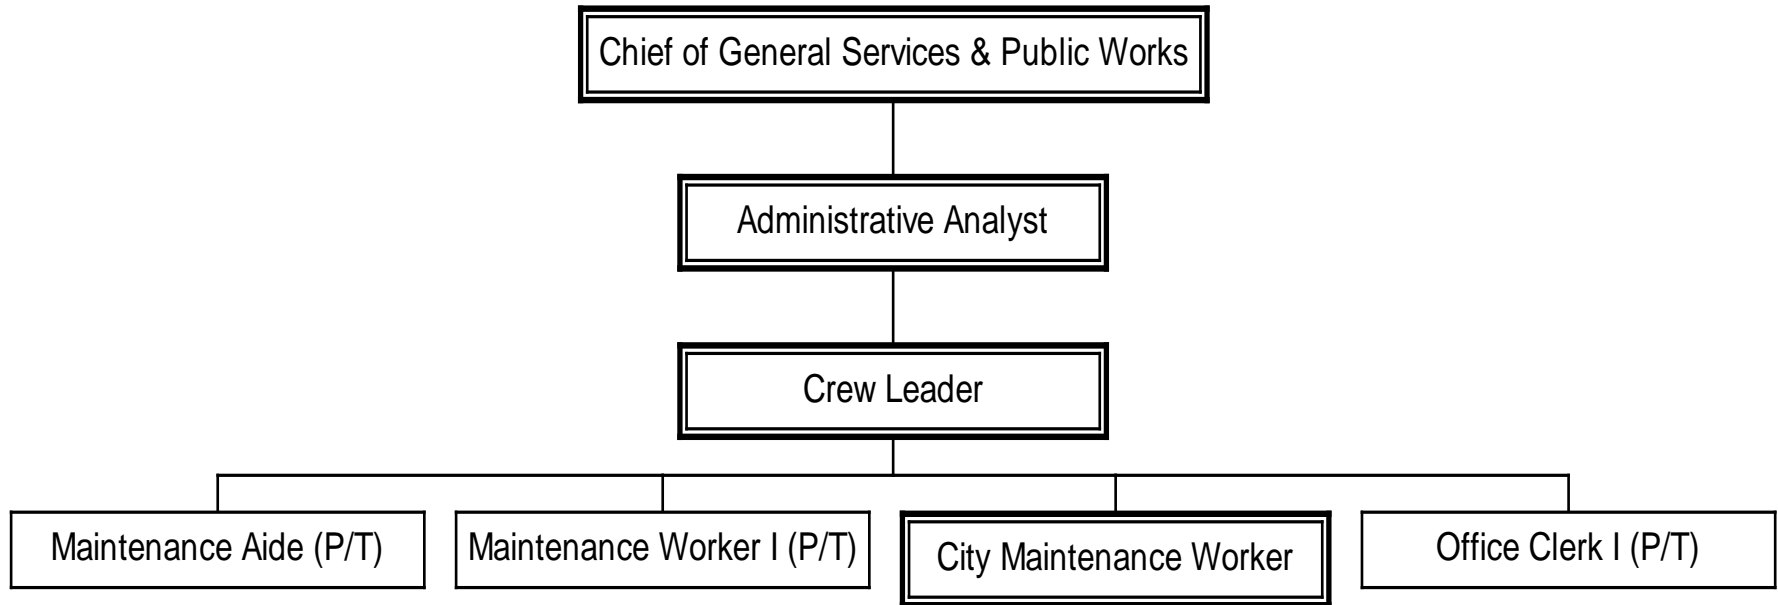 Chief of General Services & Public Works
Administrative Analyst
Crew Leader
Maintenance Aide (P/T)
Maintenance Worker I (P/T)
City Maintenance Worker
Office Clerk I (P/T)